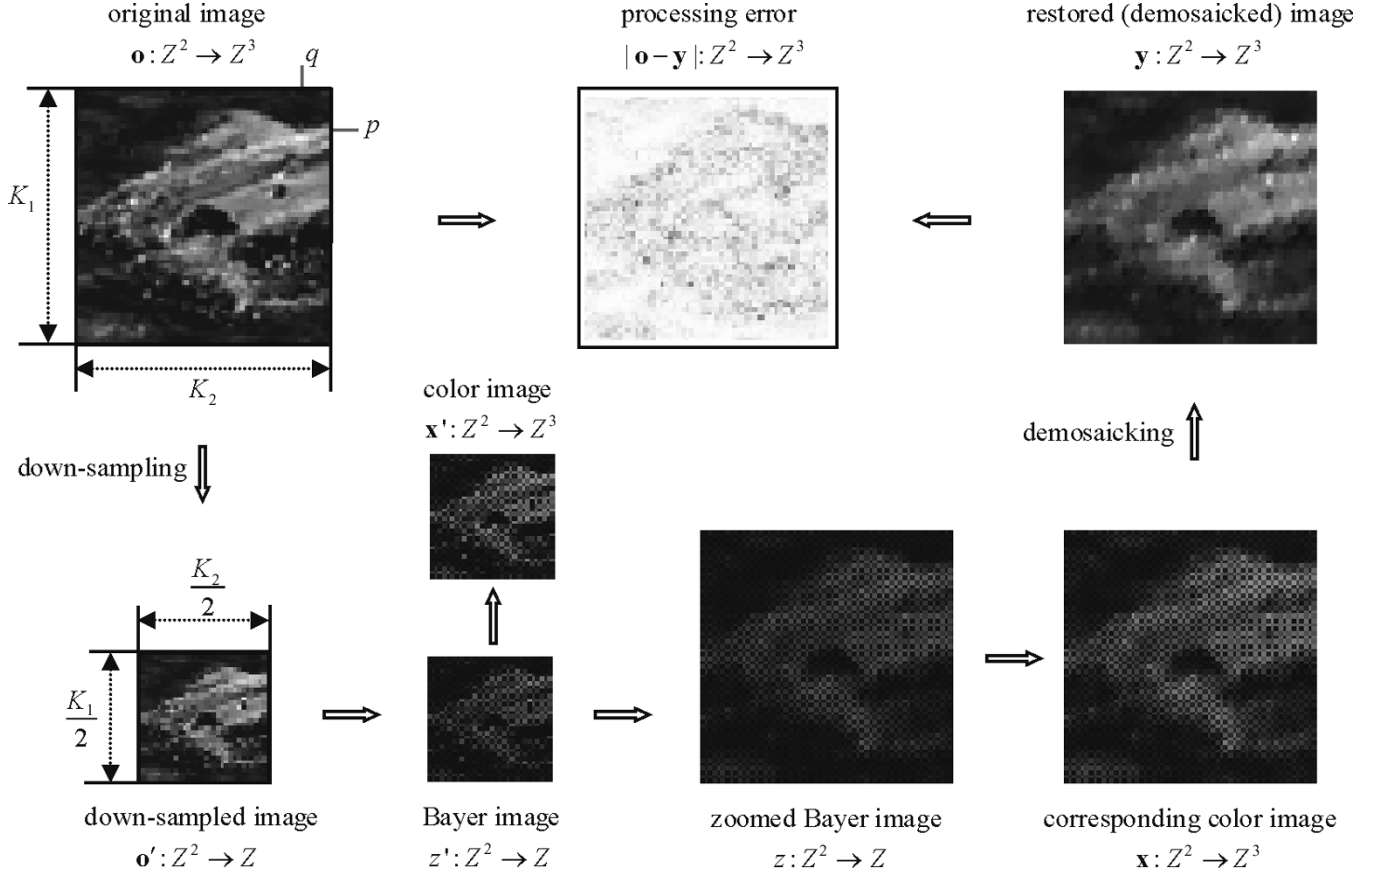 original image
o : Z² → Z³
q
p
K₁
K₂
processing error
| o − y |: Z² → Z³
restored (demosaicked) image
y : Z² → Z³
down-sampling
color image
x' : Z² → Z³
demosaicking
K₂
2
K₁
2
down-sampled image
o′ : Z² → Z
Bayer image
z' : Z² → Z
zoomed Bayer image
z : Z² → Z
corresponding color image
x : Z² → Z³